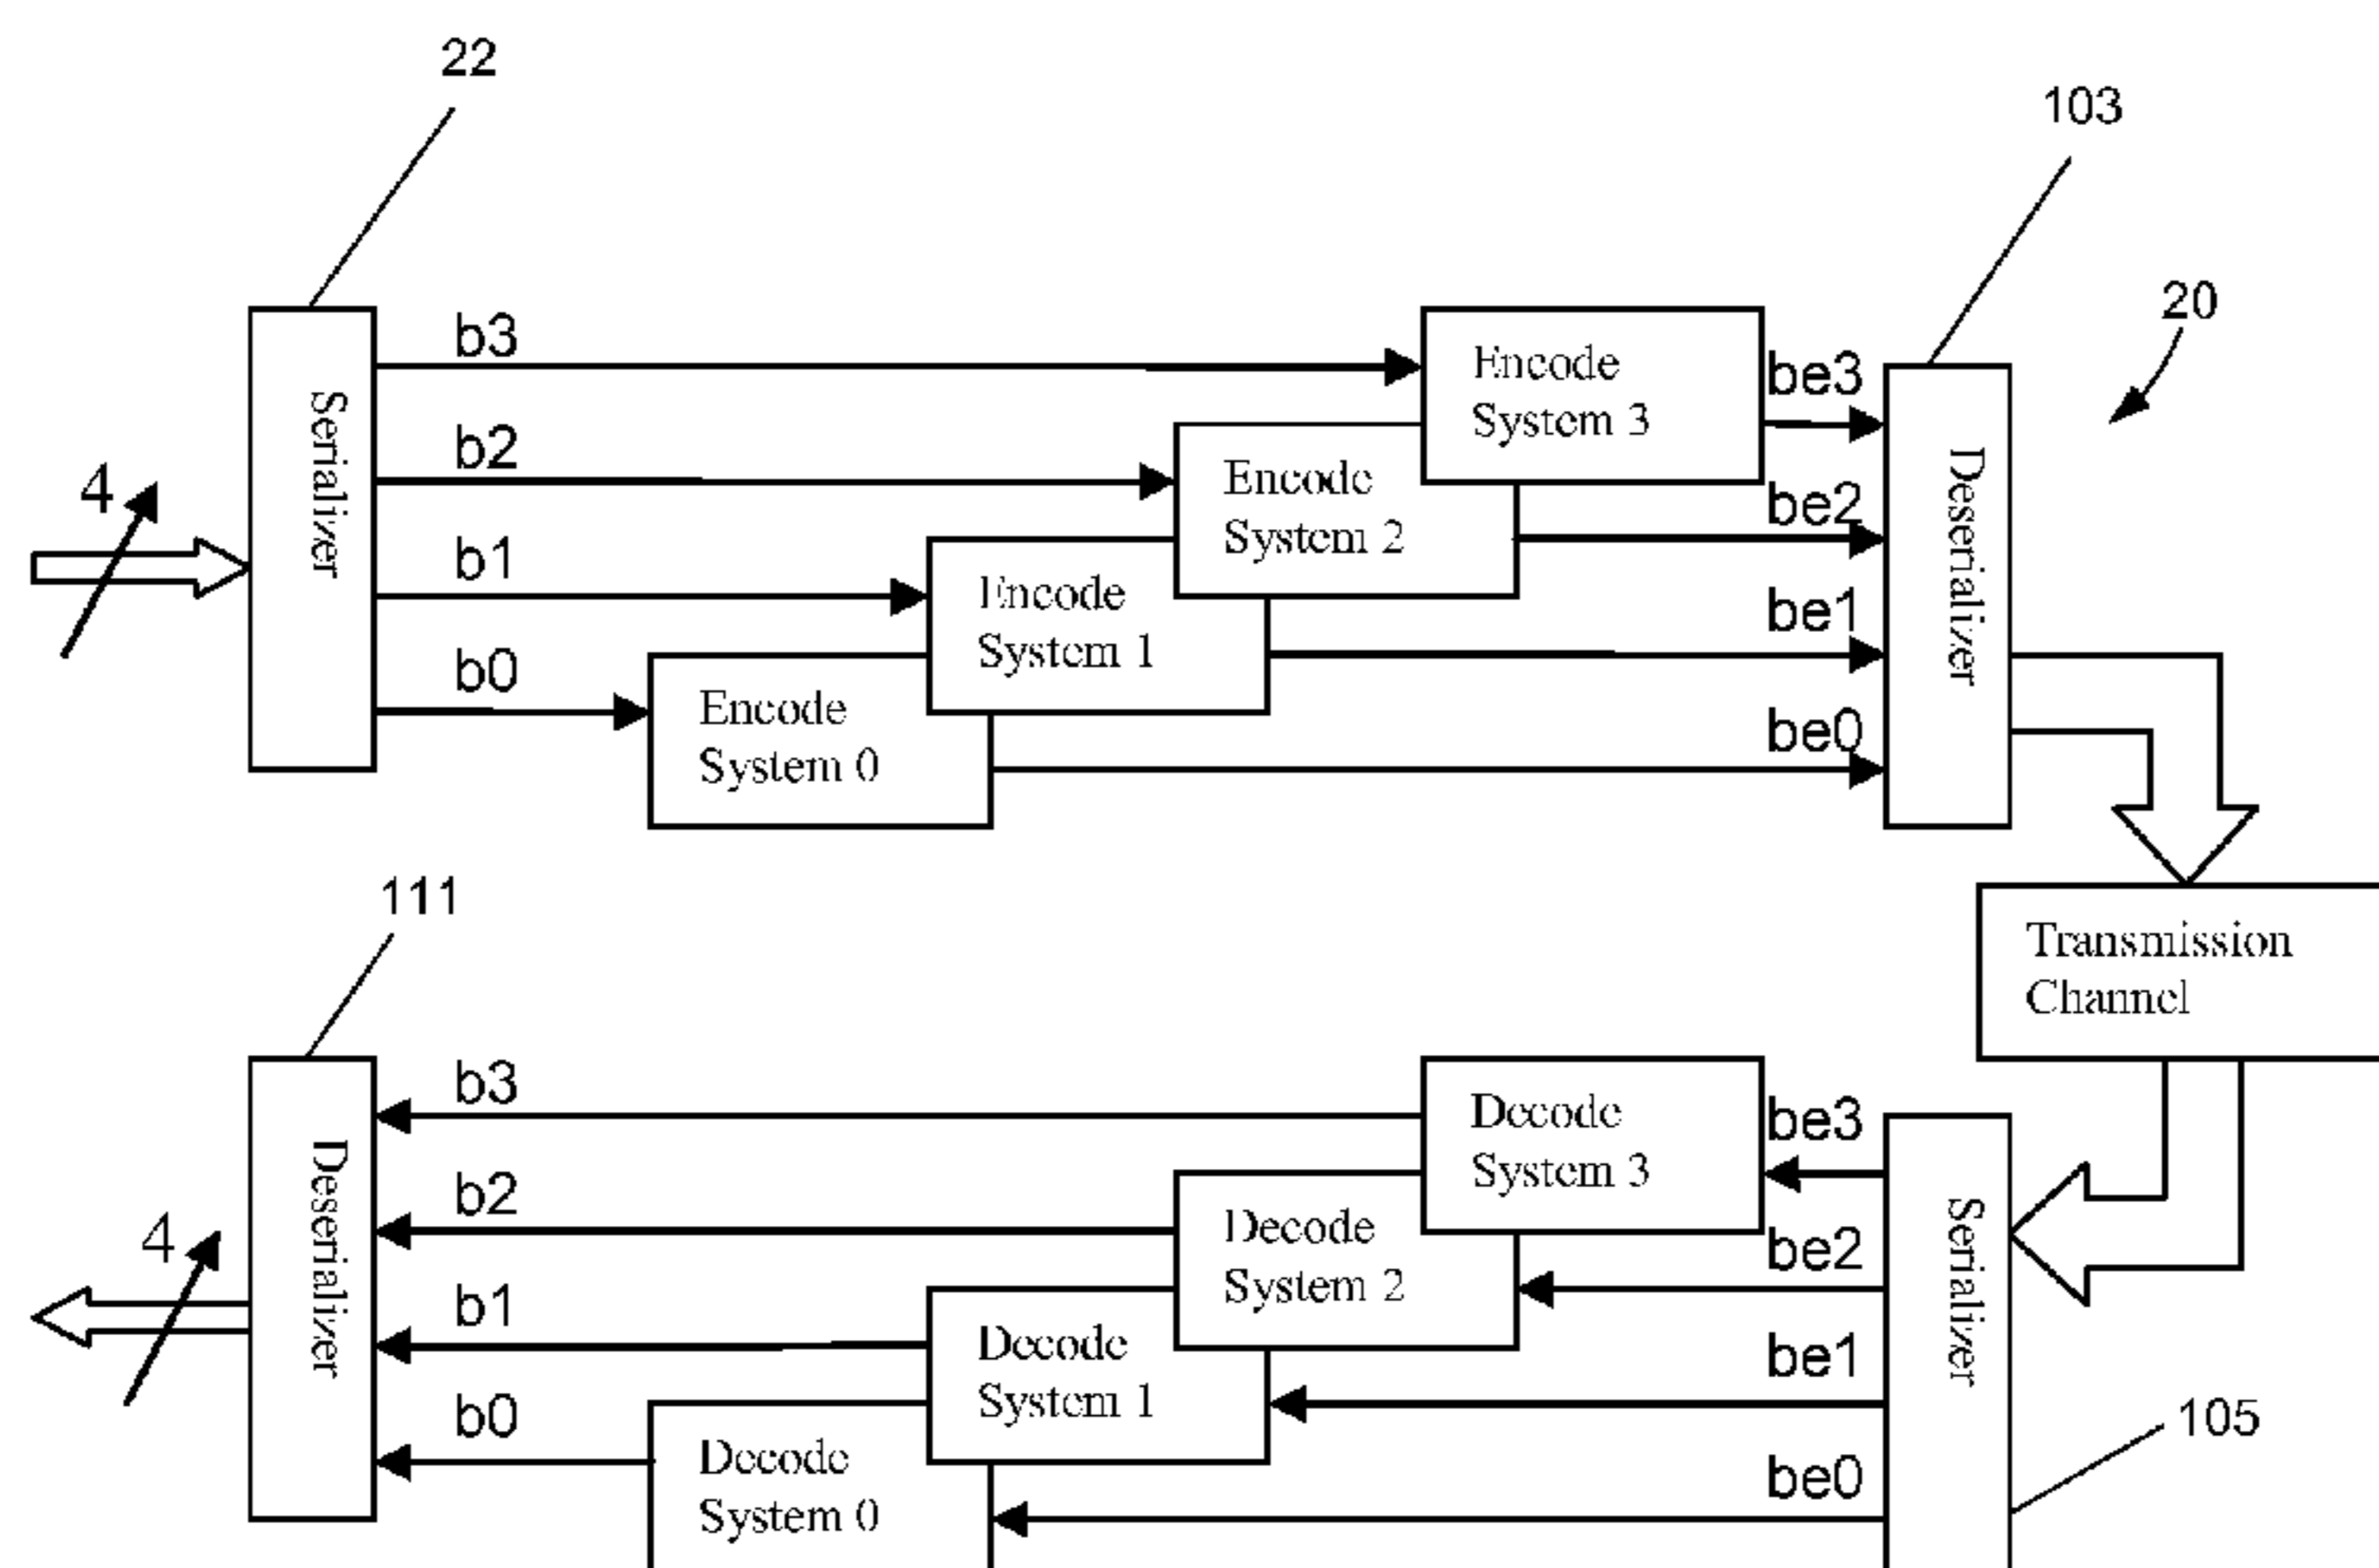 22
103
20
b3
Encode
System 3
be3
Serializer
b2
Encode
System 2
be2
Deserializer
4
b1
Encode
System 1
be1
b0
Encode
System 0
be0
111
Transmission
Channel
b3
Decode
System 3
be3
Deserializer
b2
Decode
System 2
be2
Serializer
4
b1
Decode
System 1
be1
105
b0
Decode
System 0
be0